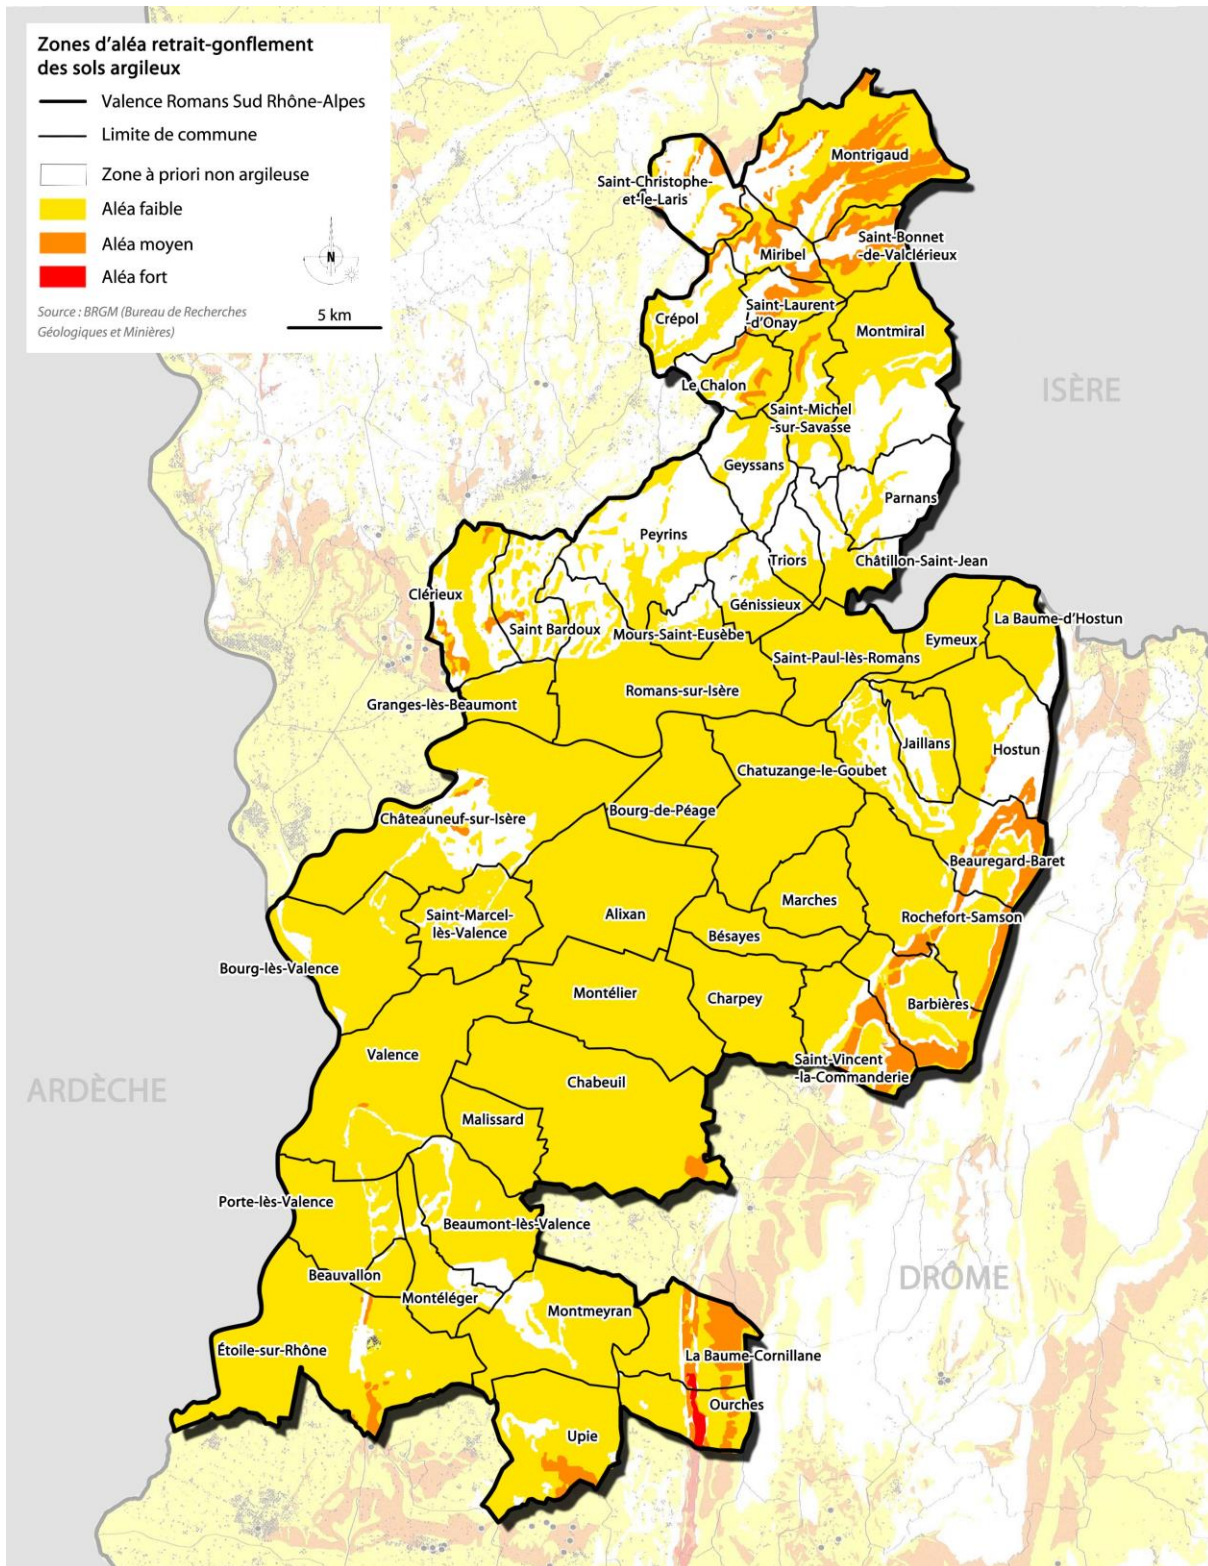 Zones d'aléa retrait-gonflement
des sols argileux
Valence Romans Sud Rhône-Alpes
Limite de commune
Zone à priori non argileuse
Aléa faible
Aléa moyen
Aléa fort
N
Source : BRGM (Bureau de Recherches
Géologiques et Minières)
5 km
Montrigaud
Saint-Christophe-
et-le-Laris
Saint-Bonnet
-de-Valclérieux
Miribel
Saint-Laurent
-d'Onay
Crépol
Montmiral
ISÈRE
Le Chalon
Saint-Michel
-sur-Savasse
Geyssans
Parnans
Peyrins
Triors
Châtillon-Saint-Jean
Clérieux
Génissieux
La Baume-d'Hostun
Saint Bardoux
Mours-Saint-Eusèbe
Eymeux
Saint-Paul-lès-Romans
Romans-sur-Isère
Granges-lès-Beaumont
Jaillans
Hostun
Chatuzange-le-Goubet
Bourg-de-Péage
Châteauneuf-sur-Isère
Beauregard-Baret
Marches
Saint-Marcel-
lès-Valence
Alixan
Rochefort-Samson
Bésayes
Bourg-lès-Valence
Montélier
Charpey
Barbières
Valence
Saint-Vincent
-la-Commanderie
Chabeuil
ARDÈCHE
Malissard
Porte-lès-Valence
Beaumont-lès-Valence
Beauvallon
DRÔME
Montéléger
Montmeyran
Étoile-sur-Rhône
La Baume-Cornillane
Ourches
Upie